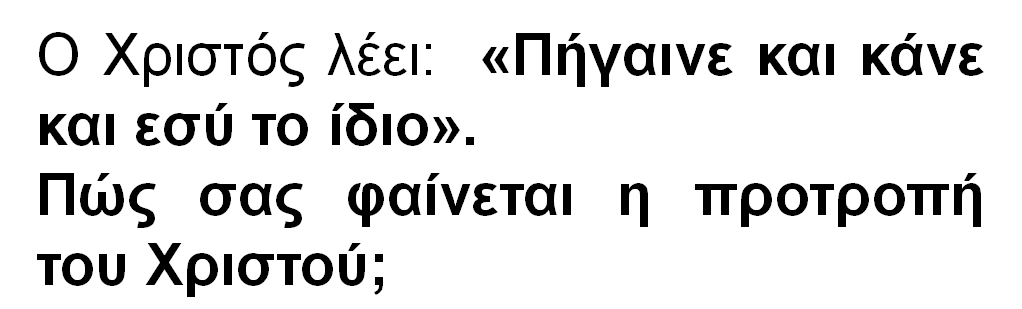 Ο Χριστός λέει: «Πήγαινε και κάνε
και εσύ το ίδιο».
Πώς σας φαίνεται η προτροπή
του Χριστού;